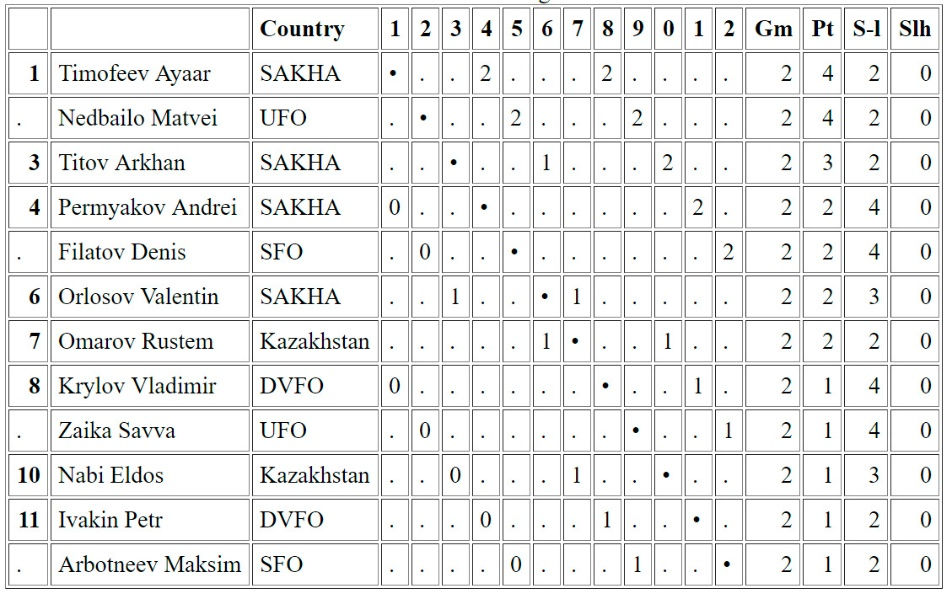 Country 1 2 3 4 5 6 7 8 9 0 1 2 Gm Pt S-l Slh
1 Timofeev Ayaar SAKHA • . . 2 . . . 2 . . . . 2 4 2 0
. Nedbailo Matvei UFO . • . . 2 . . . 2 . . . 2 4 2 0
3 Titov Arkhan SAKHA . . • . . 1 . . . 2 . . 2 3 2 0
4 Permyakov Andrei SAKHA 0 . . • . . . . . . 2 . 2 2 4 0
. Filatov Denis SFO . 0 . . • . . . . . . 2 2 2 4 0
6 Orlosov Valentin SAKHA . . 1 . . • 1 . . . . . 2 2 3 0
7 Omarov Rustem Kazakhstan . . . . . 1 • . . 1 . . 2 2 2 0
8 Krylov Vladimir DVFO 0 . . . . . . • . . 1 . 2 1 4 0
. Zaika Savva UFO . 0 . . . . . . • . . 1 2 1 4 0
10 Nabi Eldos Kazakhstan . . 0 . . . 1 . . • . . 2 1 3 0
11 Ivakin Petr DVFO . . . 0 . . . 1 . . • . 2 1 2 0
. Arbotneev Maksim SFO . . . . 0 . . . 1 . . • 2 1 2 0